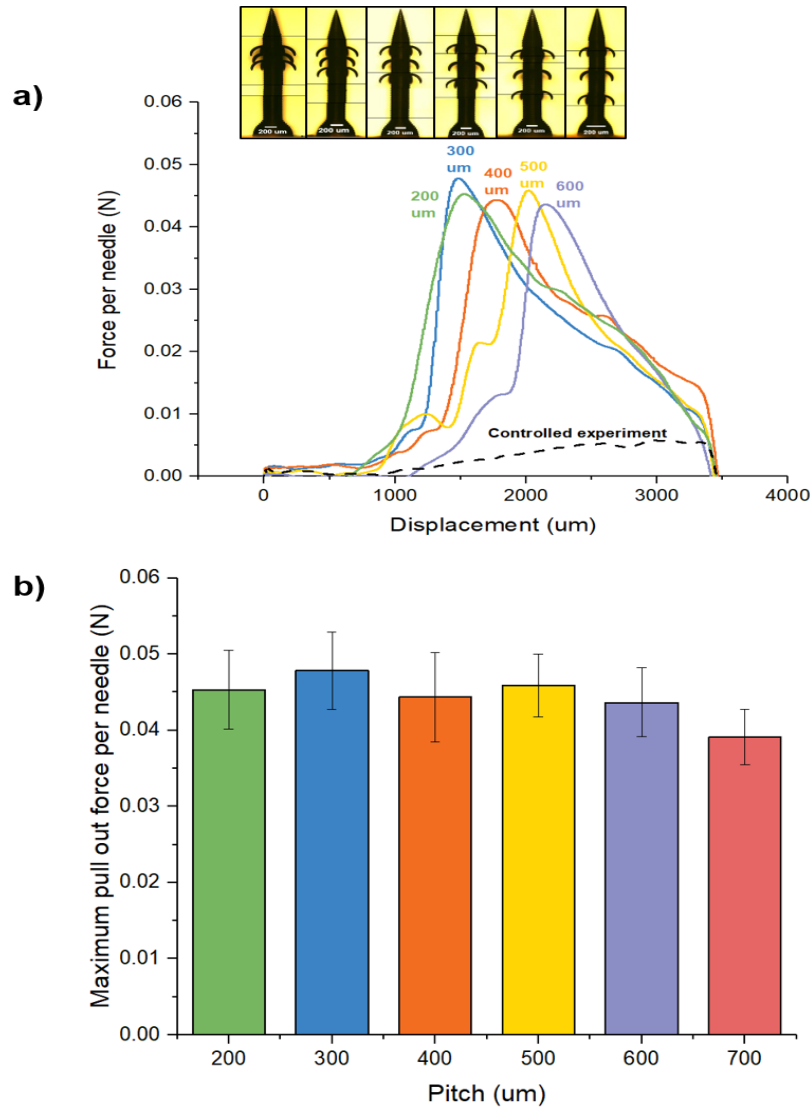 a)
200 um
200 um
200 um
200 um
200 um
200 um
0.06
0.05
0.04
0.03
0.02
0.01
0.00
Force per needle (N)
200
um
300
um
400
um
500
um
600
um
Controlled experiment
0
1000
2000
3000
4000
Displacement (um)
b)
0.06
0.05
0.04
0.03
0.02
0.01
0.00
Maximum pull out force per needle (N)
200
300
400
500
600
700
Pitch (um)